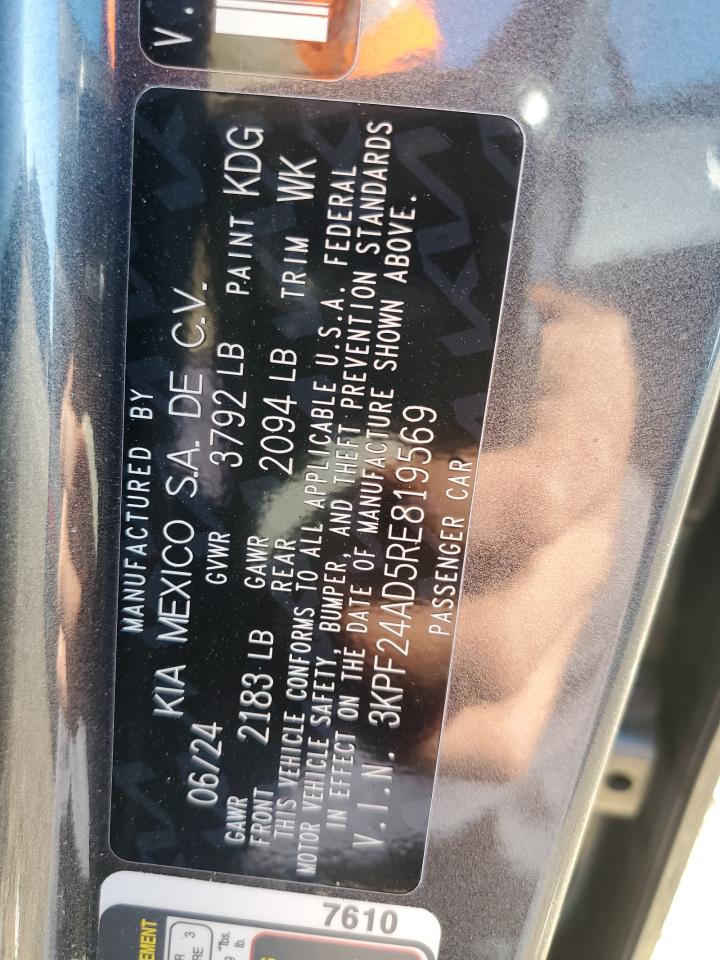 V.
MANUFACTURED BY
KIA MEXICO S.A. DE C.V.
06/24 GVWR 3792 LB PAINT KDG
GAWR FRONT 2183 LB GAWR REAR 2094 LB TRIM WK
THIS VEHICLE CONFORMS TO ALL APPLICABLE U.S.A. FEDERAL
MOTOR VEHICLE SAFETY, BUMPER, AND THEFT PREVENTION STANDARDS
IN EFFECT ON THE DATE OF MANUFACTURE SHOWN ABOVE.
V.I.N. 3KPF24AD5RE819569
PASSENGER CAR
7610